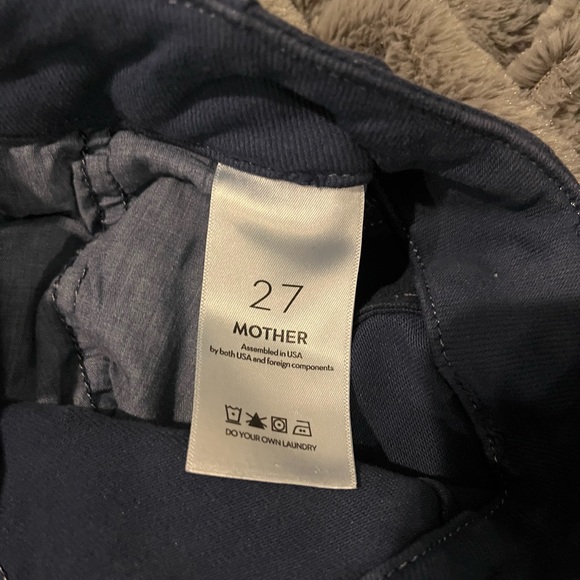 27
MOTHER
Assembled in USA
by both USA and foreign components
DO YOUR OWN LAUNDRY